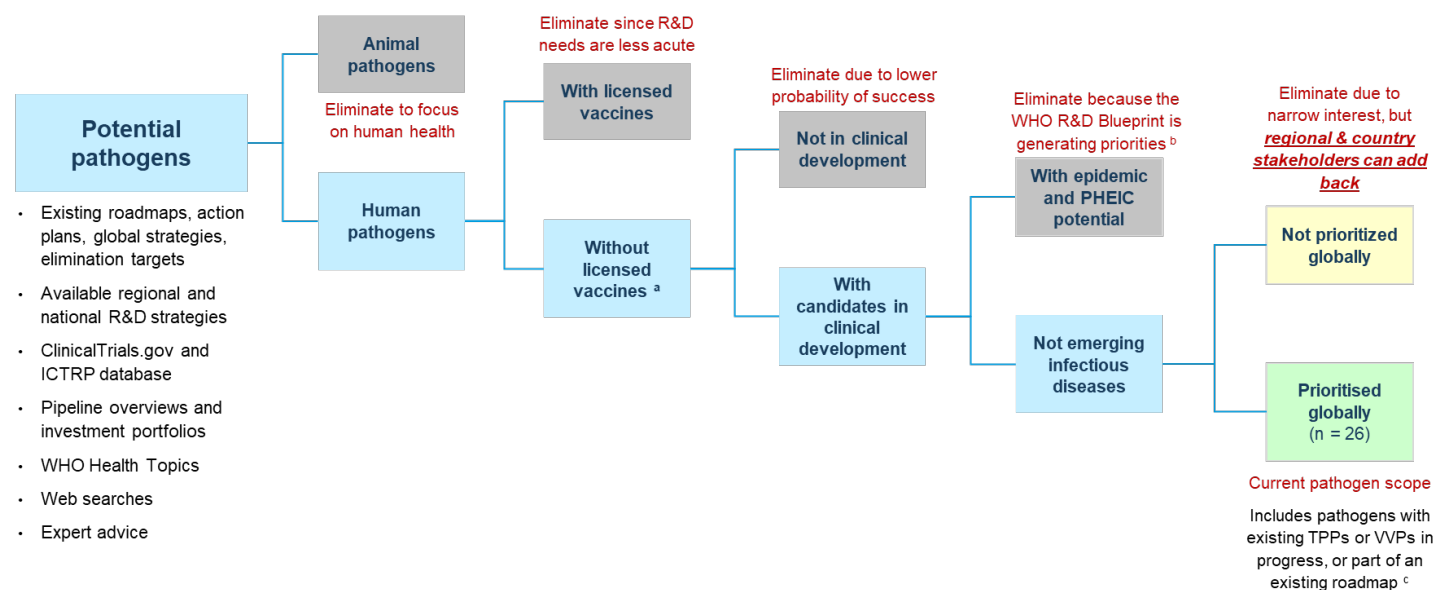 Potential
pathogens
• Existing roadmaps, action
plans, global strategies,
elimination targets
• Available regional and
national R&D strategies
• ClinicalTrials.gov and
ICTRP database
• Pipeline overviews and
investment portfolios
• WHO Health Topics
• Web searches
• Expert advice
Animal
pathogens
Eliminate to focus
on human health
Human
pathogens
Eliminate since R&D
needs are less acute
With licensed
vaccines
Without
licensed
vaccines a
Eliminate due to lower
probability of success
Not in clinical
development
With
candidates in
clinical
development
Eliminate because the
WHO R&D Blueprint is
generating priorities b
With epidemic
and PHEIC
potential
Not emerging
infectious
diseases
Eliminate due to
narrow interest, but
regional & country
stakeholders can add
back
Not prioritized
globally
Prioritised
globally
(n = 26)
Current pathogen scope
Includes pathogens with
existing TPPs or VVPs in
progress, or part of an
existing roadmap c